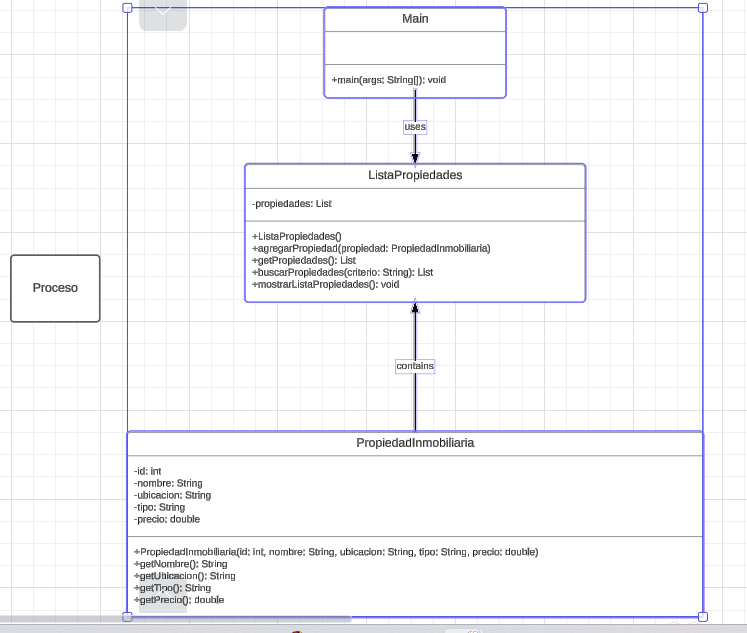 Main
+main(args: String[]): void
uses
ListaPropiedades
-propiedades: List
+ListaPropiedades()
+agregarPropiedad(propiedad: PropiedadInmobiliaria)
+getPropiedades(): List
+buscarPropiedades(criterio: String): List
+mostrarListaPropiedades(): void
Proceso
contains
PropiedadInmobiliaria
-id: int
-nombre: String
-ubicacion: String
-tipo: String
-precio: double
+PropiedadInmobiliaria(id: int, nombre: String, ubicacion: String, tipo: String, precio: double)
+getNombre(): String
+getUbicacion(): String
+getTipo(): String
+getPrecio(): double